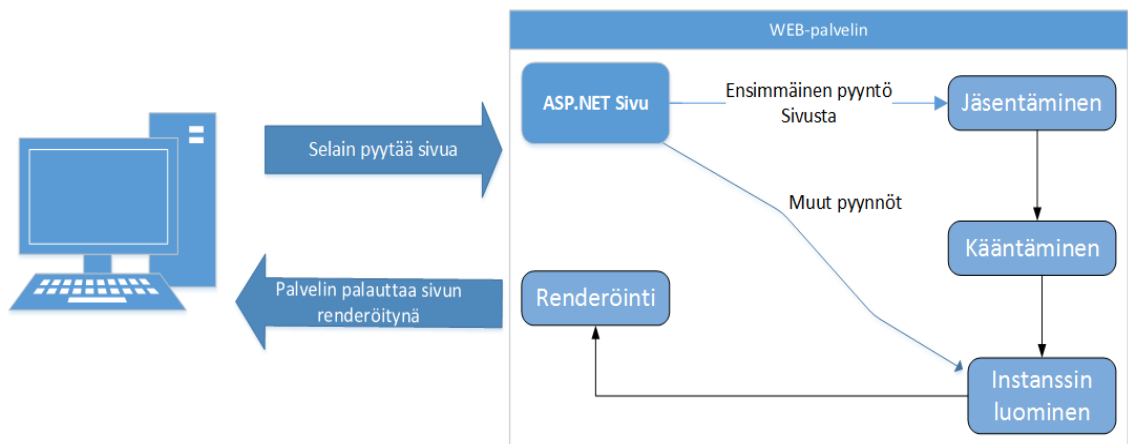 WEB-palvelin
ASP.NET Sivu
Ensimmäinen pyyntö
Sivusta
Jäsentäminen
Selain pyytää sivua
Muut pyynnöt
Kääntäminen
Palvelin palauttaa sivun
renderöitynä
Renderöinti
Instanssin
luominen